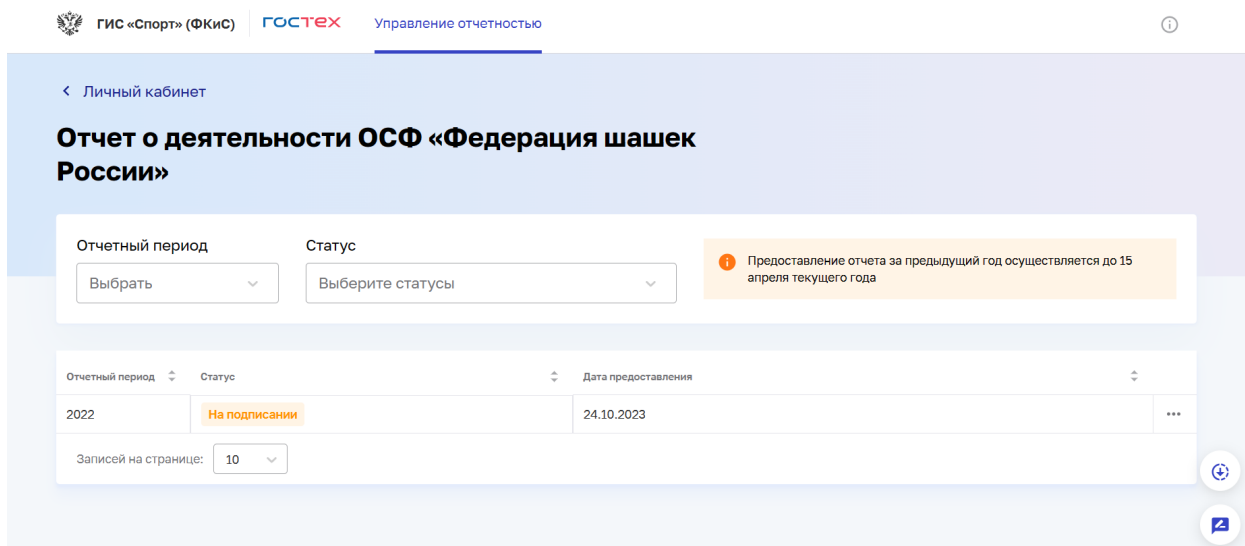 ГИС «Спорт» (ФКиС) ГОСТЕХ Управление отчетностью
Личный кабинет
Отчет о деятельности ОСФ «Федерация шашек
России»
Отчетный период Статус
Выбрать Выберите статусы
Предоставление отчета за предыдущий год осуществляется до 15
апреля текущего года
Отчетный период Статус Дата предоставления
2022 На подписании 24.10.2023
Записей на странице: 10